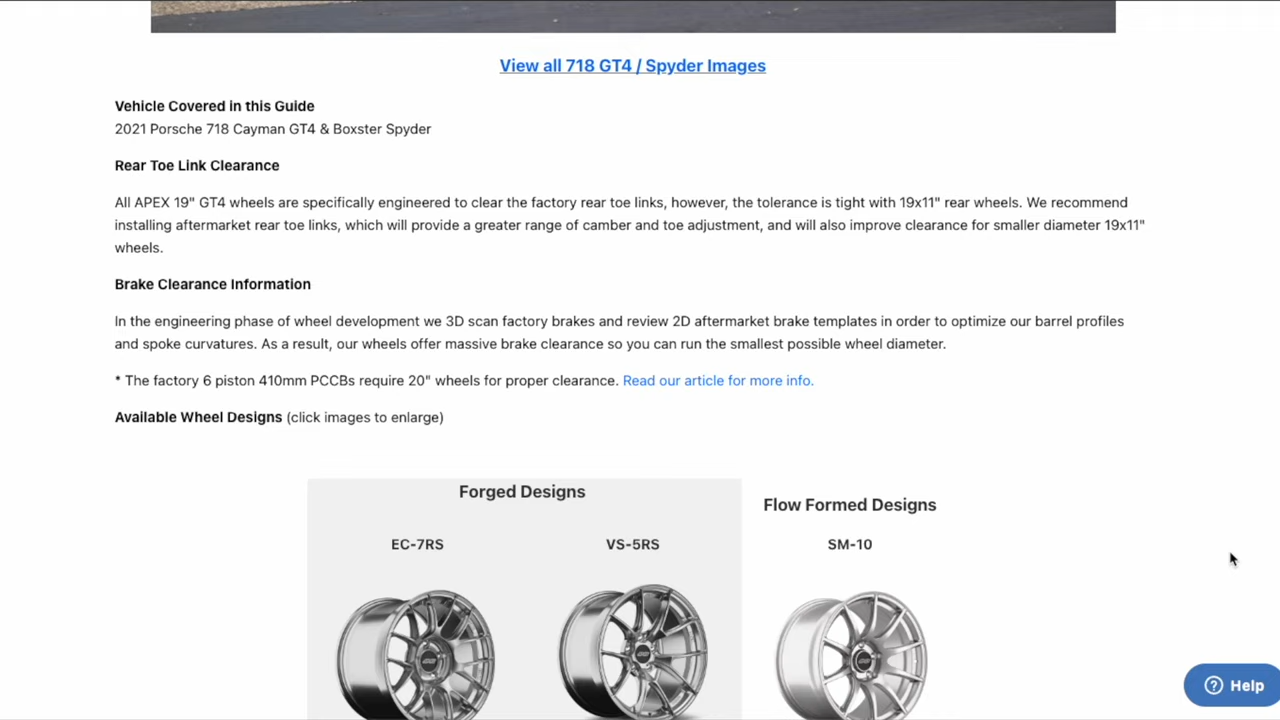 View all 718 GT4 / Spyder Images
Vehicle Covered in this Guide
2021 Porsche 718 Cayman GT4 & Boxster Spyder
Rear Toe Link Clearance
All APEX 19" GT4 wheels are specifically engineered to clear the factory rear toe links, however, the tolerance is tight with 19x11" rear wheels. We recommend
installing aftermarket rear toe links, which will provide a greater range of camber and toe adjustment, and will also improve clearance for smaller diameter 19x11"
wheels.
Brake Clearance Information
In the engineering phase of wheel development we 3D scan factory brakes and review 2D aftermarket brake templates in order to optimize our barrel profiles
and spoke curvatures. As a result, our wheels offer massive brake clearance so you can run the smallest possible wheel diameter.
* The factory 6 piston 410mm PCCBs require 20" wheels for proper clearance. Read our article for more info.
Available Wheel Designs (click images to enlarge)
Forged Designs
Flow Formed Designs
EC-7RS
VS-5RS
SM-10
Help